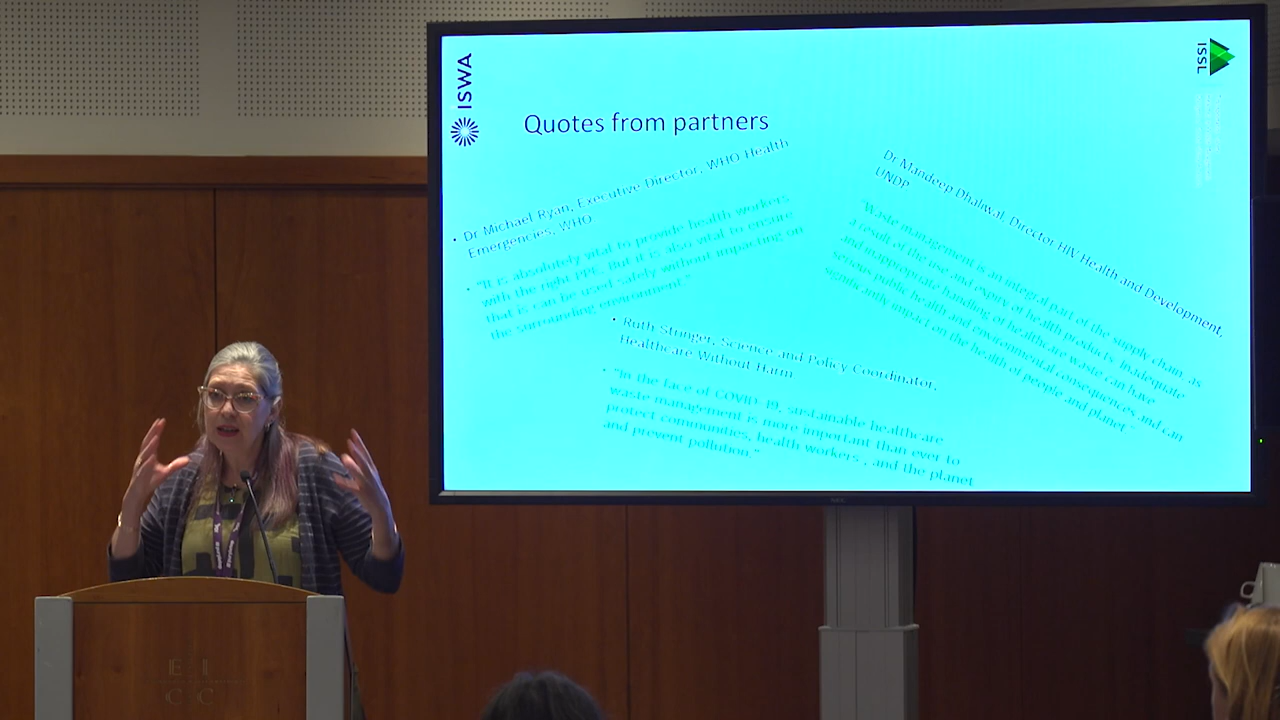 ISWA
ISSL
Quotes from partners
• Dr Michael Ryan, Executive Director, WHO Health
Emergencies, WHO
• "It is absolutely vital to provide health workers
with the right PPE. But it is also vital to ensure
that is can be used safely without impacting on
the surrounding environment."
Dr Mandeep Dhaliwal, Director HIV Health and Development,
UNDP
"Waste management is an integral part of the supply chain, as
a result of the use and expiry of health products. Inadequate
and inappropriate handling of healthcare waste can have
serious public health and environmental consequences and can
significantly impact on the health of people and planet."
• Ruth Stringer, Science and Policy Coordinator,
Healthcare Without Harm
• "In the face of COVID-19, sustainable healthcare
waste management is more important than ever to
protect communities, health workers , and the planet
and prevent pollution."
NEC
E I
C C